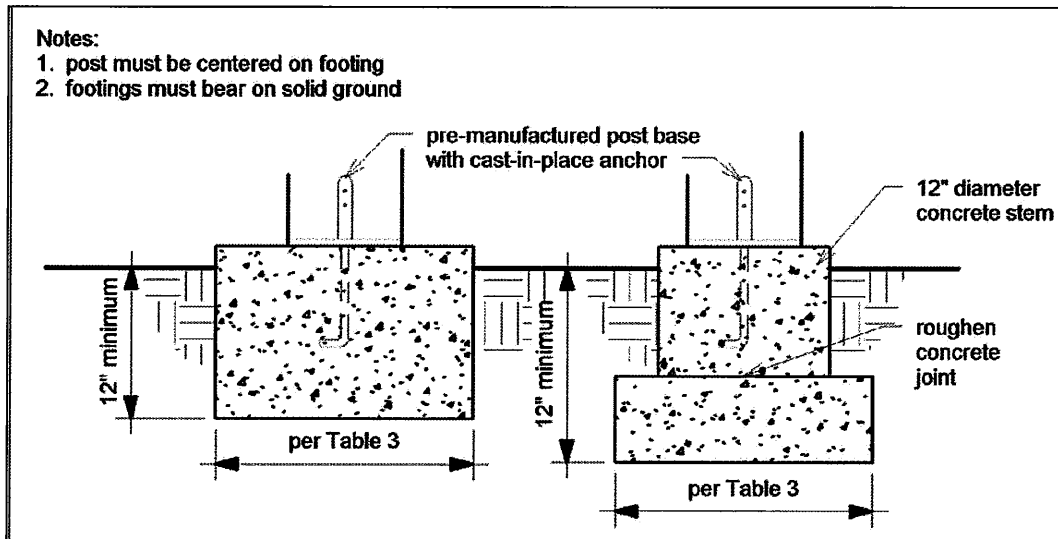 Notes:
1. post must be centered on footing
2. footings must bear on solid ground
pre-manufactured post base
with cast-in-place anchor
12" diameter
concrete stem
12" minimum
12" minimum
roughen
concrete
joint
per Table 3
per Table 3